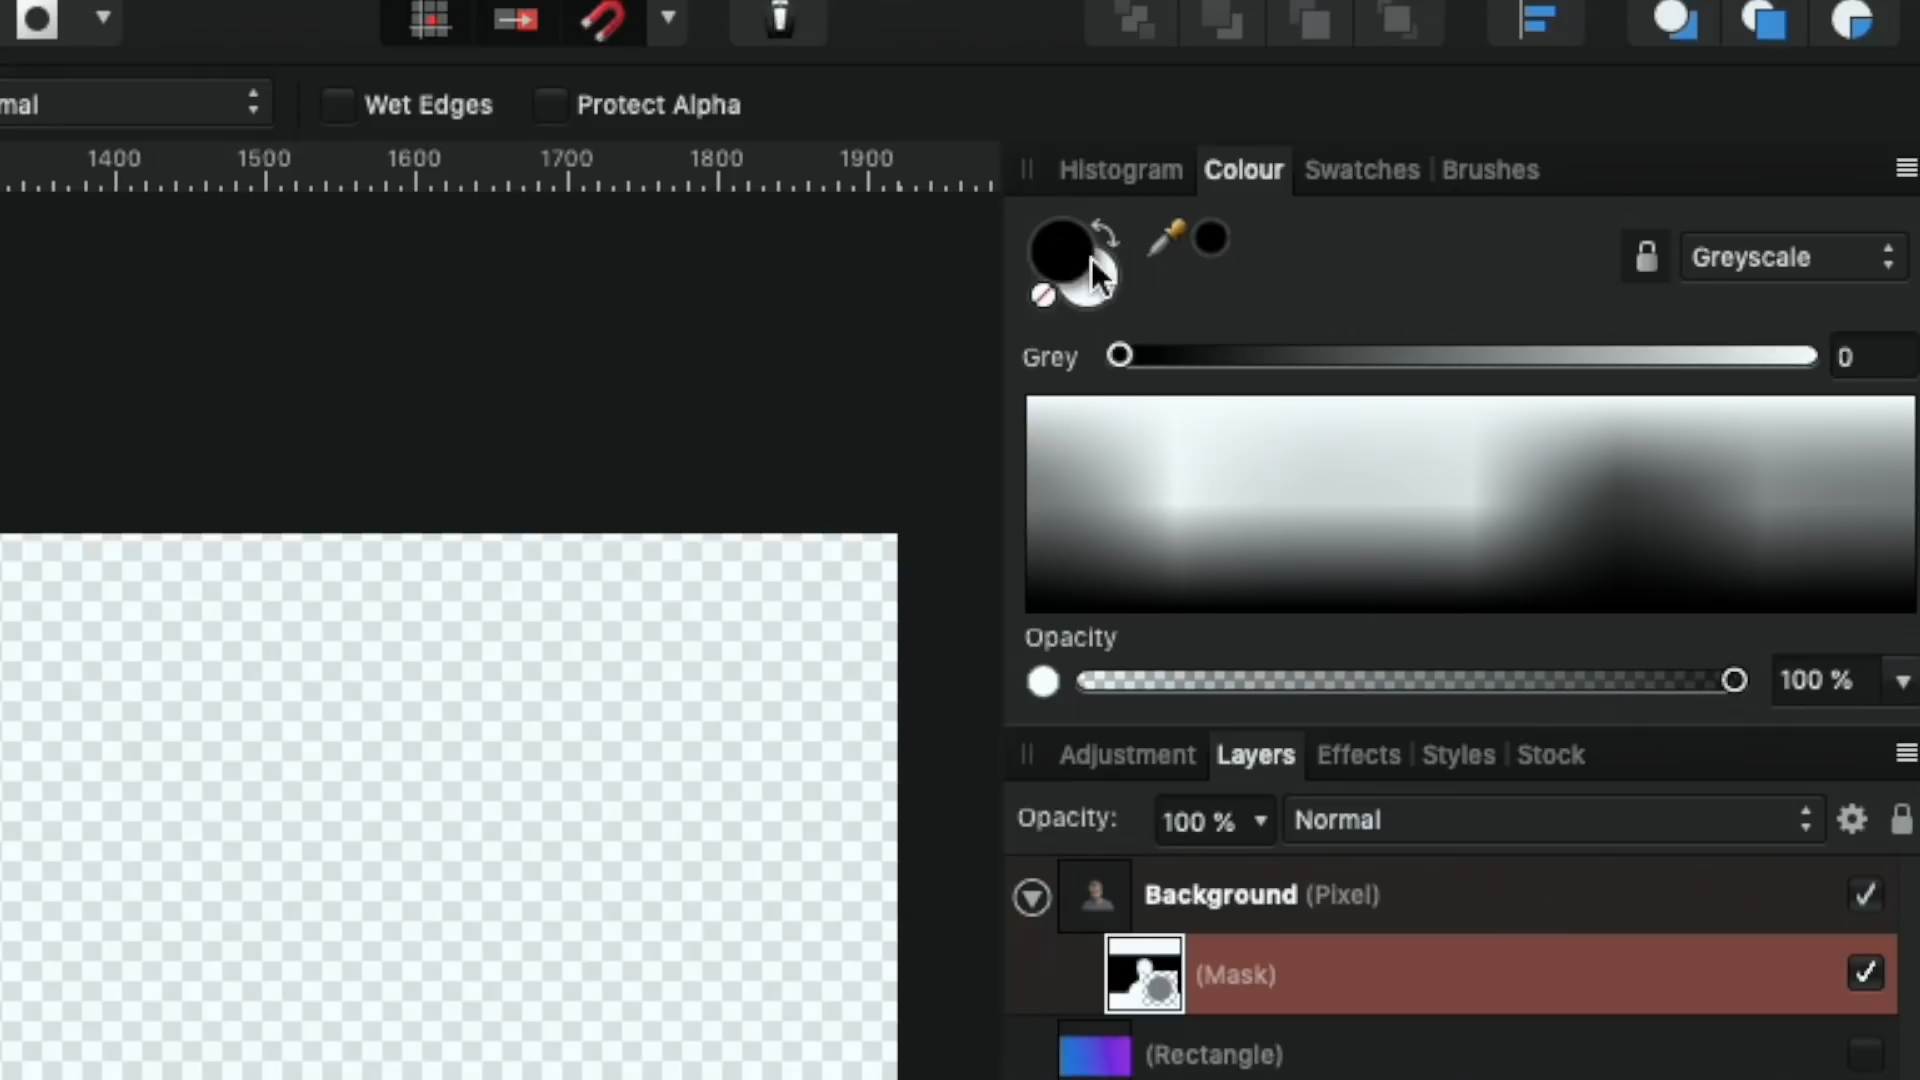 mal
Wet Edges
Protect Alpha
1400 1500 1600 1700 1800 1900
Histogram Colour Swatches Brushes
Greyscale
Grey
0
Opacity
100 %
Adjustment Layers Effects Styles Stock
Opacity: 100 % Normal
Background (Pixel)
(Mask)
(Rectangle)